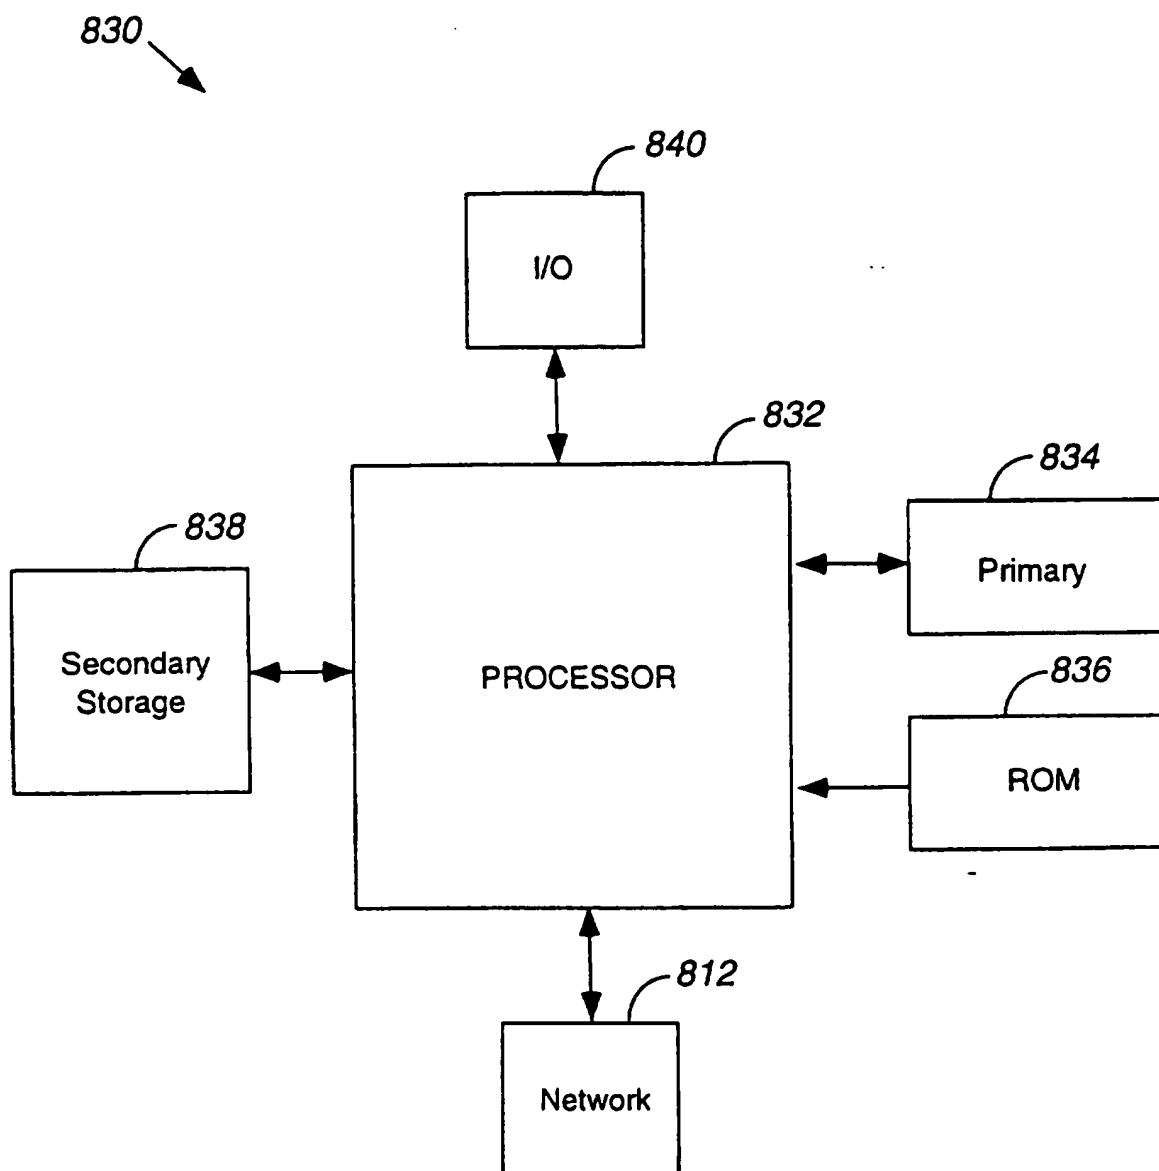 830
840
I/O
832
834
838
Primary
Secondary
Storage
PROCESSOR
836
ROM
812
Network